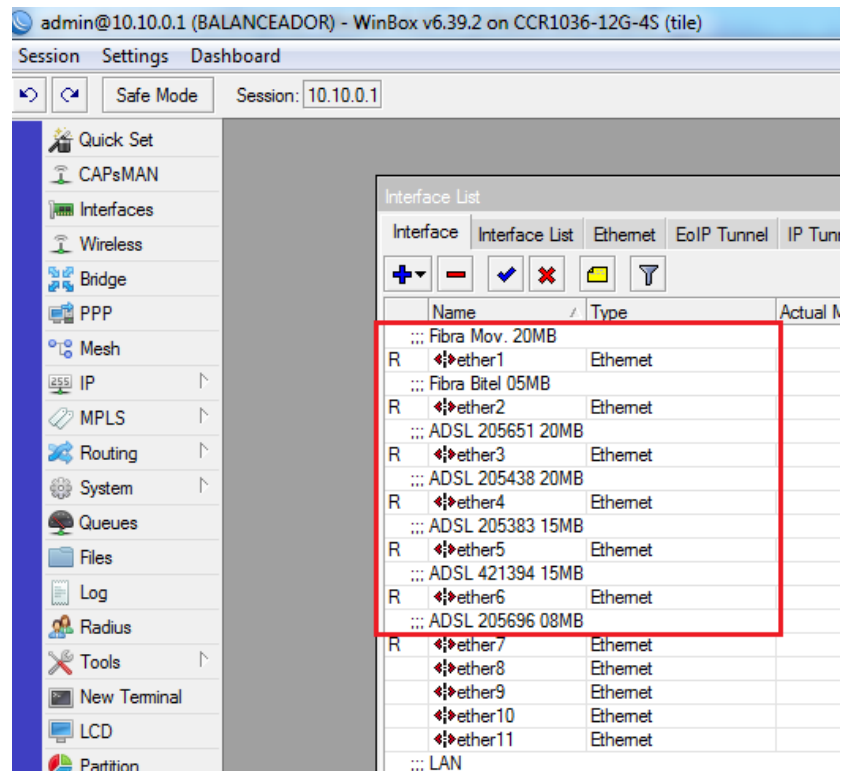 admin@10.10.0.1 (BALANCEADOR) - WinBox v6.39.2 on CCR1036-12G-4S (tile)
Session Settings Dashboard
Safe Mode Session: 10.10.0.1
Quick Set
CAPsMAN
Interfaces
Wireless
Bridge
PPP
Mesh
255 IP
MPLS
Routing
System
Queues
Files
Log
Radius
Tools
New Terminal
LCD
Partition
Interface List
Interface Interface List Ethernet EoIP Tunnel IP Tun
Name / Type Actual M
;;; Fibra Mov. 20MB
R ether1 Ethernet
;;; Fibra Bitel 05MB
R ether2 Ethernet
;;; ADSL 205651 20MB
R ether3 Ethernet
;;; ADSL 205438 20MB
R ether4 Ethernet
;;; ADSL 205383 15MB
R ether5 Ethernet
;;; ADSL 421394 15MB
R ether6 Ethernet
;;; ADSL 205696 08MB
R ether7 Ethernet
ether8 Ethernet
ether9 Ethernet
ether10 Ethernet
ether11 Ethernet
;;; LAN